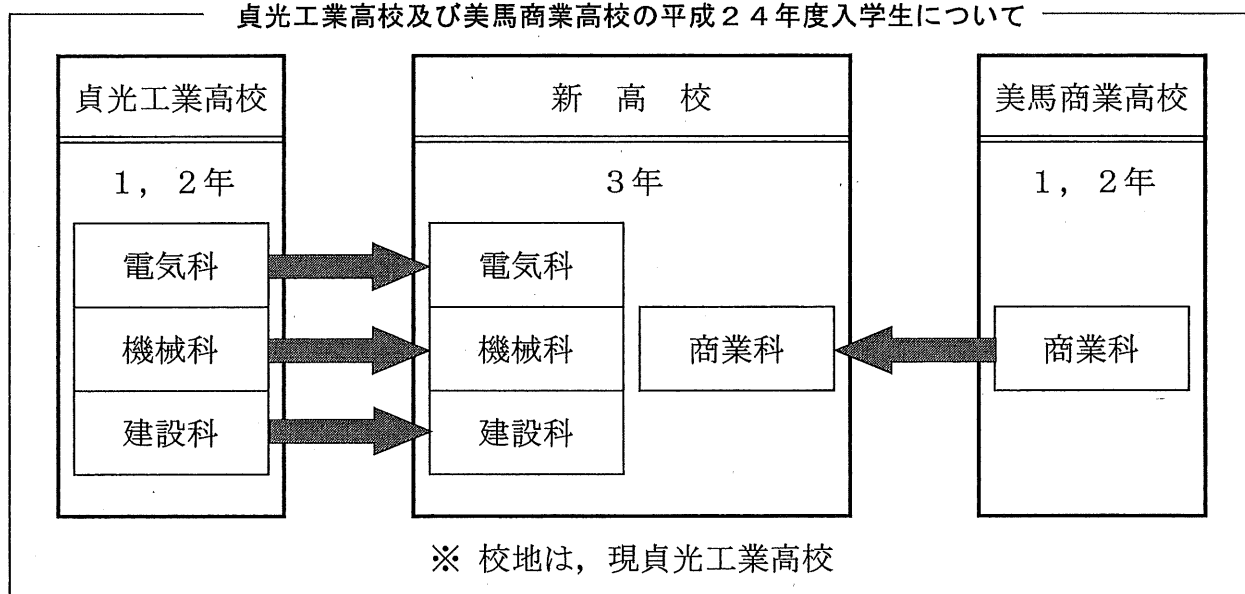 貞光工業高校及び美馬商業高校の平成２４年度入学生について
貞光工業高校
１，２年
電気科
機械科
建設科
新　高　校
３年
電気科
機械科
建設科
商業科
美馬商業高校
１，２年
商業科
※ 校地は，現貞光工業高校